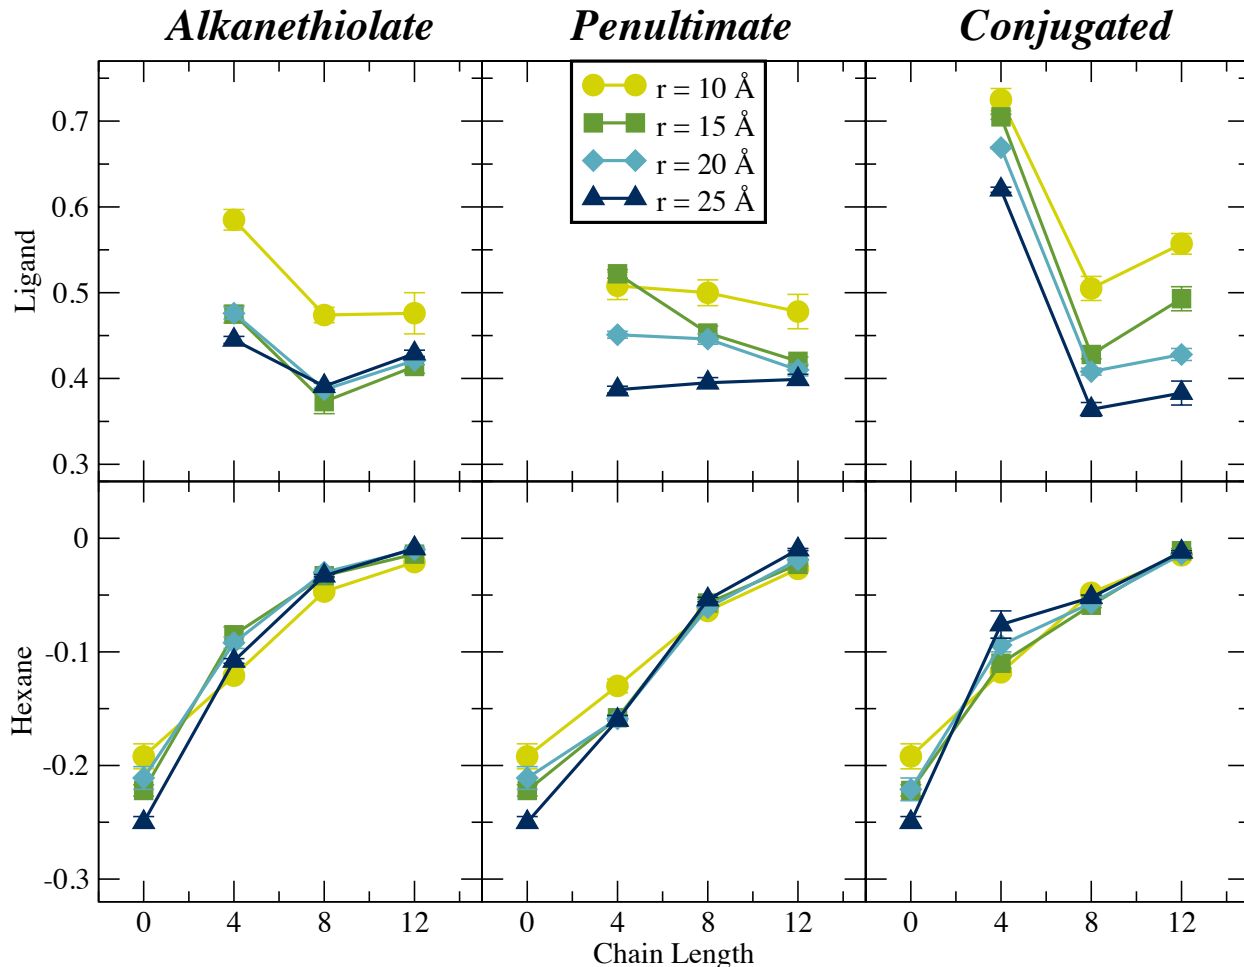 Alkanethiolate Penultimate Conjugated
r = 10 Å
r = 15 Å
r = 20 Å
r = 25 Å
Ligand
0.7
0.6
0.5
0.4
0.3
Hexane
0
-0.1
-0.2
-0.3
0 4 8 12 0 4 8 12 0 4 8 12
Chain Length